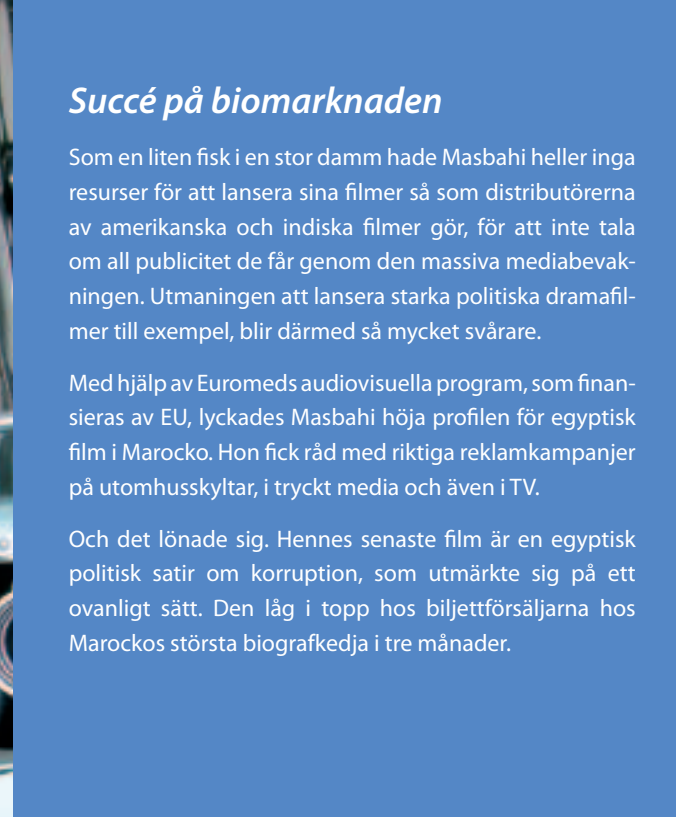 Succé på biomarknaden
Som en liten fisk i en stor damm hade Masbahi heller inga
resurser för att lansera sina filmer så som distributörerna
av amerikanska och indiska filmer gör, för att inte tala
om all publicitet de får genom den massiva mediabevak-
ningen. Utmaningen att lansera starka politiska dramafil-
mer till exempel, blir därmed så mycket svårare.
Med hjälp av Euromeds audiovisuella program, som finan-
sieras av EU, lyckades Masbahi höja profilen för egyptisk
film i Marocko. Hon fick råd med riktiga reklamkampanjer
på utomhusskyltar, i tryckt media och även i TV.
Och det lönade sig. Hennes senaste film är en egyptisk
politisk satir om korruption, som utmärkte sig på ett
ovanligt sätt. Den låg i topp hos biljettförsäljarna hos
Marockos största biografkedja i tre månader.